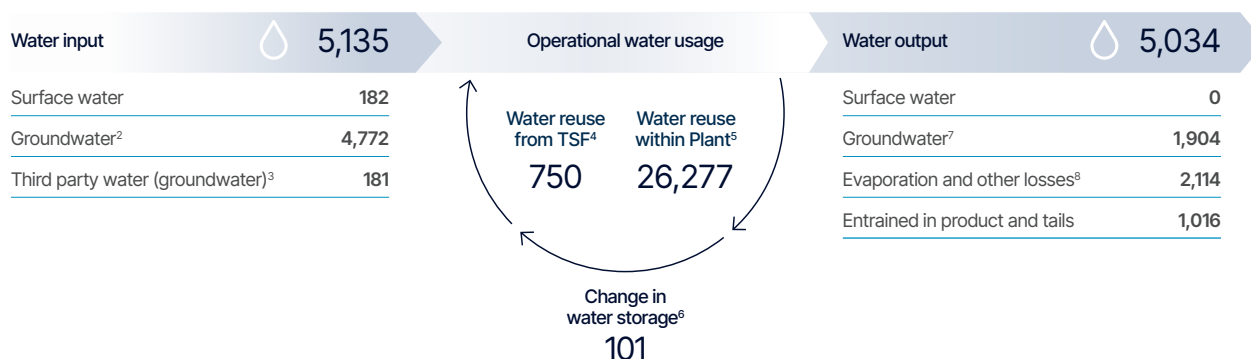 Water input 5,135
Surface water 182
Groundwater² 4,772
Third party water (groundwater)³ 181
Operational water usage
Water reuse
from TSF⁴
750
Water reuse
within Plant⁵
26,277
Change in
water storage⁶
101
Water output 5,034
Surface water 0
Groundwater⁷ 1,904
Evaporation and other losses⁸ 2,114
Entrained in product and tails 1,016